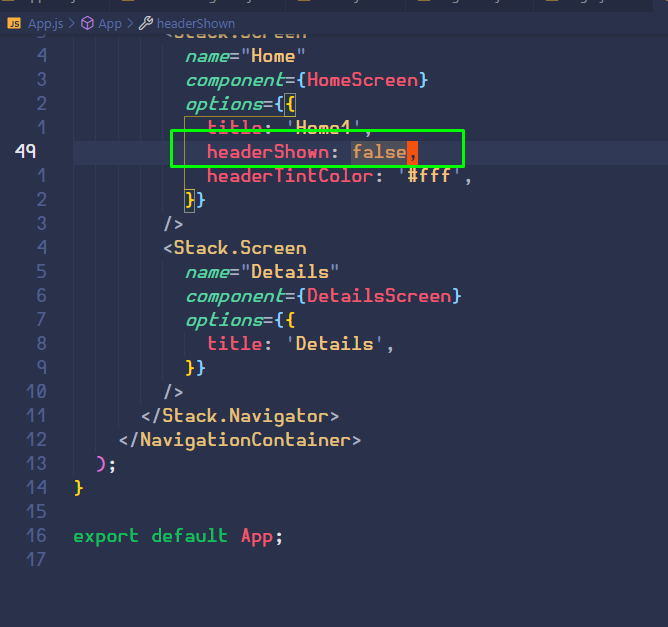 App.js > App > headerShown
<Stack.Screen
4 name="Home"
3 component={HomeScreen}
2 options={{
1 title: 'Home1',
49 headerShown: false,
1 headerTintColor: '#fff',
2 }}
3 />
4 <Stack.Screen
5 name="Details"
6 component={DetailsScreen}
7 options={{
8 title: 'Details',
9 }}
10 />
11 </Stack.Navigator>
12 </NavigationContainer>
13 );
14 }
15
16 export default App;
17